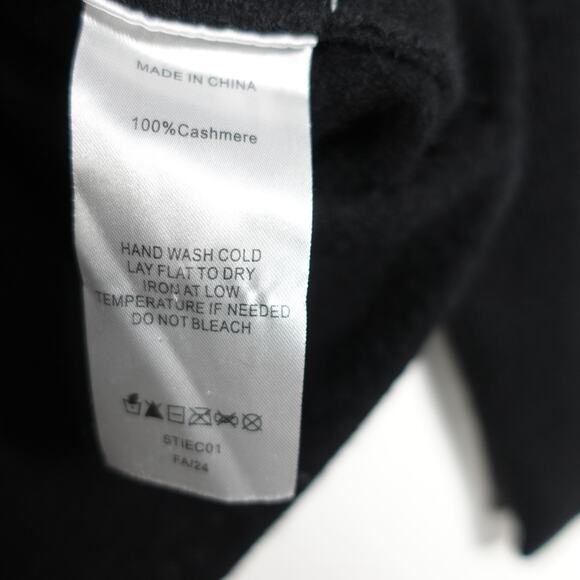 MADE IN CHINA
100%Cashmere
HAND WASH COLD
LAY FLAT TO DRY
IRON AT LOW
TEMPERATURE IF NEEDED
DO NOT BLEACH
STIEC01
FA/24